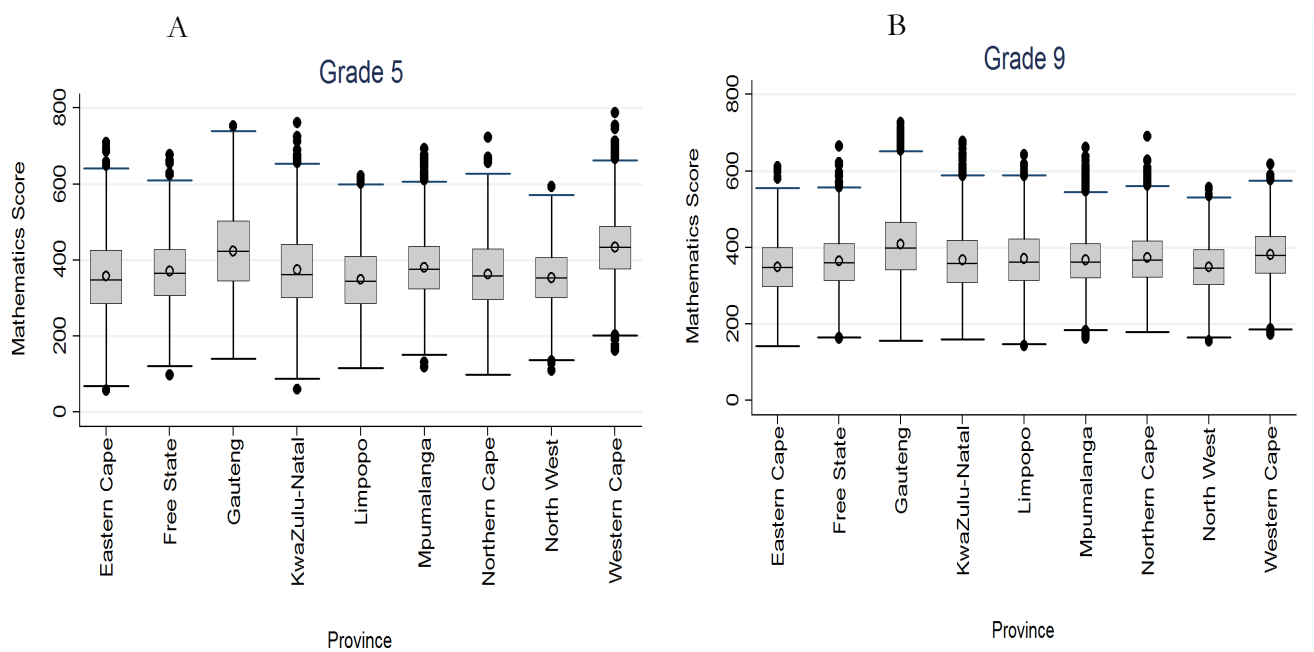 A
Grade 5
Mathematics Score
800
600
400
200
0
Eastern Cape
Free State
Gauteng
KwaZulu-Natal
Limpopo
Mpumalanga
Northern Cape
North West
Western Cape
Province
B
Grade 9
Mathematics Score
800
600
400
200
0
Eastern Cape
Free State
Gauteng
KwaZulu-Natal
Limpopo
Mpumalanga
Northern Cape
North West
Western Cape
Province